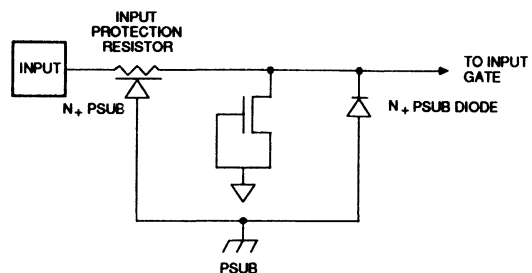 INPUT
PROTECTION
RESISTOR
INPUT
TO INPUT
GATE
N+ PSUB
N+ PSUB DIODE
PSUB